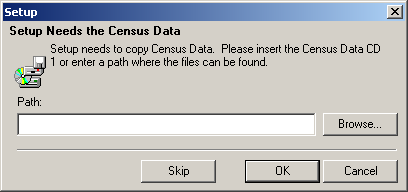 Setup
Setup Needs the Census Data
Setup needs to copy Census Data.  Please insert the Census Data CD
1 or enter a path where the files can be found.
Path:
Browse...
Skip
OK
Cancel